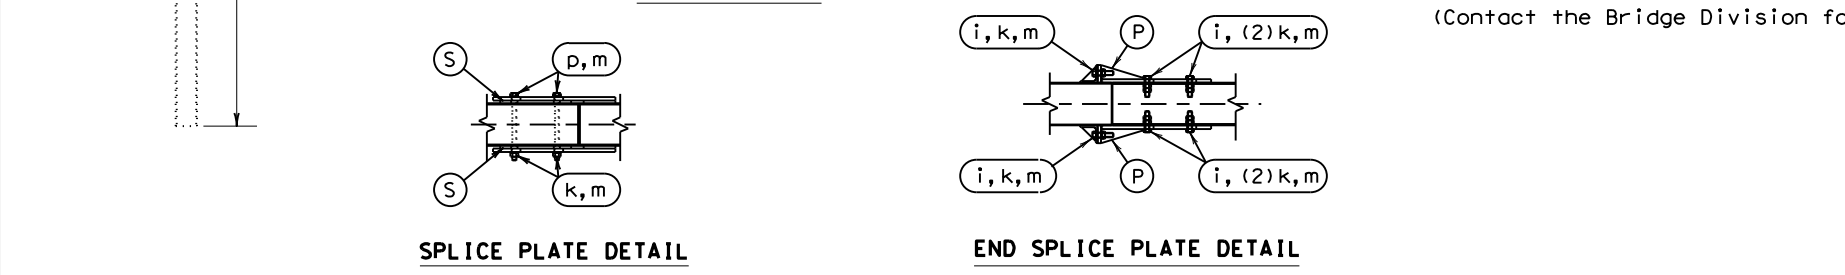 (Contact the Bridge Division fo
i,k,m P i,(2)k,m
S p,m
S k,m
i,k,m P i,(2)k,m
SPLICE PLATE DETAIL
END SPLICE PLATE DETAIL